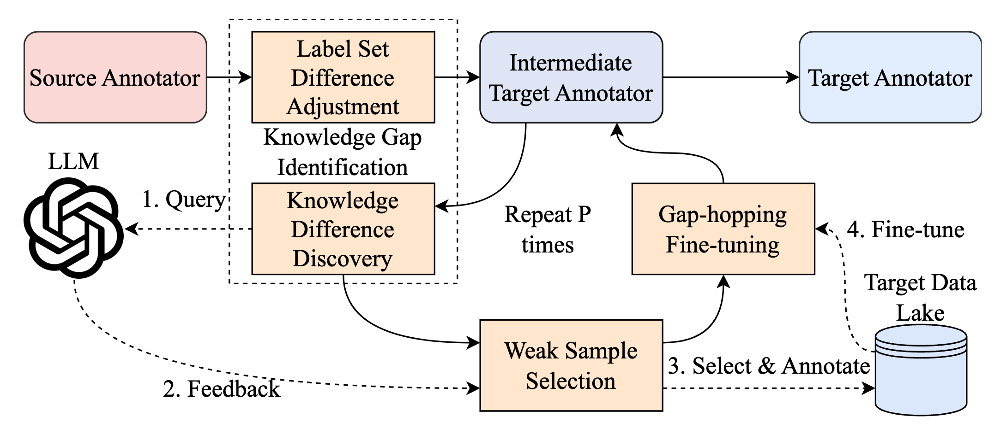 Source Annotator
Label Set
Difference
Adjustment
Intermediate
Target Annotator
Target Annotator
Knowledge Gap
Identification
LLM
1. Query
Knowledge
Difference
Discovery
Repeat P
times
Gap-hopping
Fine-tuning
4. Fine-tune
Target Data
Lake
Weak Sample
Selection
3. Select & Annotate
2. Feedback